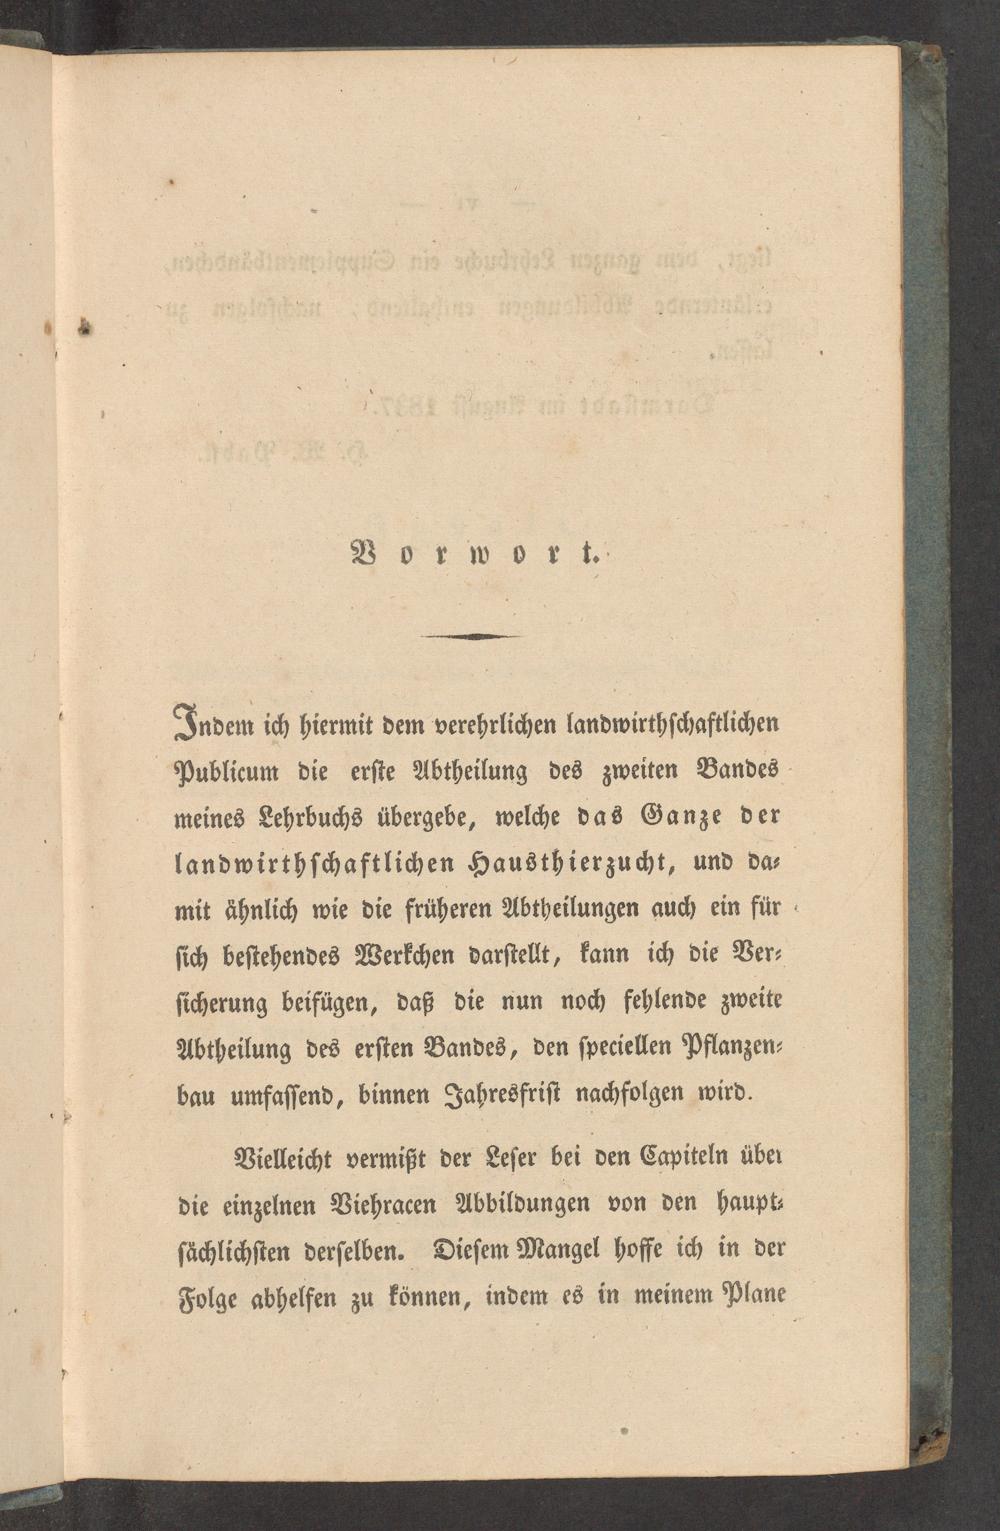 Vorwort.
Indem ich hiermit dem verehrlichen landwirthschaftlichen
Publicum die erste Abtheilung des zweiten Bandes
meines Lehrbuchs übergebe, welche das Ganze der
landwirthschaftlichen Hausthierzucht, und da-
mit ähnlich wie die früheren Abtheilungen auch ein für
sich bestehendes Werkchen darstellt, kann ich die Ver-
sicherung beifügen, daß die nun noch fehlende zweite
Abtheilung des ersten Bandes, den speciellen Pflanzen-
bau umfassend, binnen Jahresfrist nachfolgen wird.
Vielleicht vermißt der Leser bei den Capiteln über
die einzelnen Viehracen Abbildungen von den haupt-
sächlichsten derselben. Diesem Mangel hoffe ich in der
Folge abhelfen zu können, indem es in meinem Plane